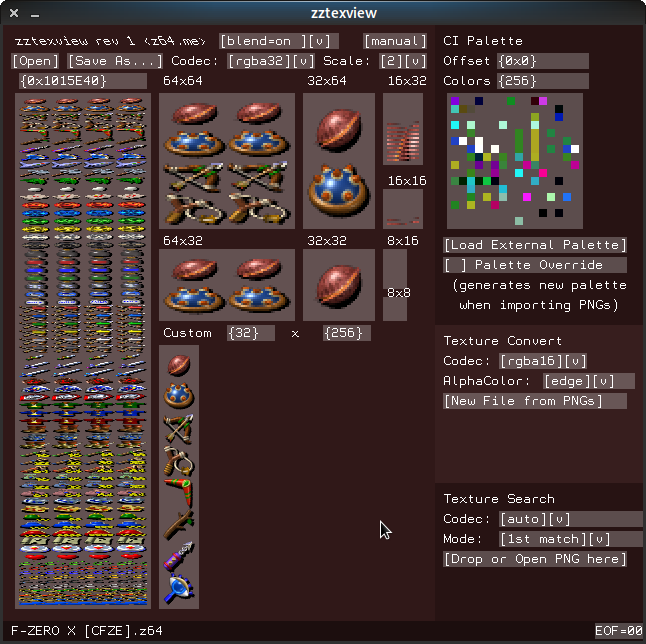 zztexview
zztexview rev 1 (z64.me) [blend=on ][v] [manual]
[Open] [Save As...] Codec: [rgba32][v] Scale: [2][v]
{0x1015E40} 64x64 32x64 16x32
16x16
64x32 32x32 8x16
8x8
Custom {32} x {256}
CI Palette
Offset {0x0}
Colors {256}
[Load External Palette]
[ ] Palette Override
(generates new palette
when importing PNGs)
Texture Convert
Codec: [rgba16][v]
AlphaColor: [edge][v]
[New File from PNGs]
Texture Search
Codec: [auto][v]
Mode: [1st match][v]
[Drop or Open PNG here]
F-ZERO X [CFZE].z64 EOF=00